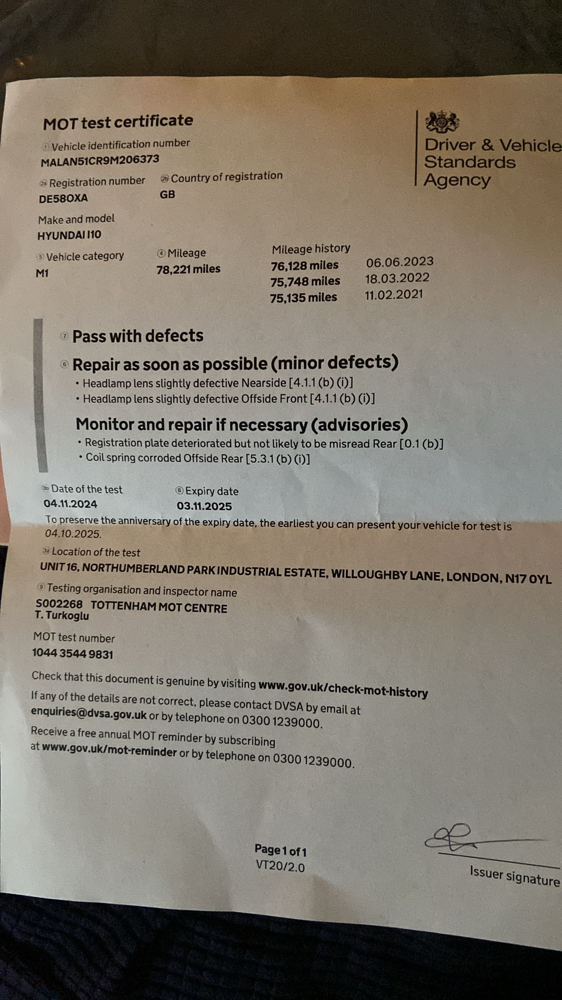 MOT test certificate
1 Vehicle identification number
MALAN51CR9M206373
2a Registration number 2b Country of registration
DE58OXA GB
Make and model
HYUNDAI I10
5 Vehicle category 4 Mileage Mileage history
M1 78,221 miles 76,128 miles 06.06.2023
75,748 miles 18.03.2022
75,135 miles 11.02.2021
Driver & Vehicle
Standards
Agency
7 Pass with defects
6 Repair as soon as possible (minor defects)
• Headlamp lens slightly defective Nearside [4.1.1 (b) (i)]
• Headlamp lens slightly defective Offside Front [4.1.1 (b) (i)]
Monitor and repair if necessary (advisories)
• Registration plate deteriorated but not likely to be misread Rear [0.1 (b)]
• Coil spring corroded Offside Rear [5.3.1 (b) (i)]
3b Date of the test 8 Expiry date
04.11.2024 03.11.2025
To preserve the anniversary of the expiry date, the earliest you can present your vehicle for test is
04.10.2025.
3a Location of the test
UNIT 16, NORTHUMBERLAND PARK INDUSTRIAL ESTATE, WILLOUGHBY LANE, LONDON, N17 0YL
9 Testing organisation and inspector name
S002268 TOTTENHAM MOT CENTRE
T. Turkoglu
MOT test number
1044 3544 9831
Check that this document is genuine by visiting www.gov.uk/check-mot-history
If any of the details are not correct, please contact DVSA by email at
enquiries@dvsa.gov.uk or by telephone on 0300 1239000.
Receive a free annual MOT reminder by subscribing
at www.gov.uk/mot-reminder or by telephone on 0300 1239000.
Page 1 of 1
VT20/2.0
Issuer signature